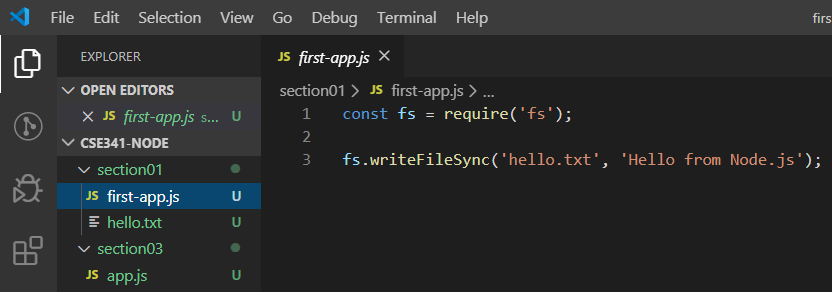 File Edit Selection View Go Debug Terminal Help firs
EXPLORER
OPEN EDITORS
JS first-app.js s... U
CSE341-NODE
section01
JS first-app.js U
hello.txt U
section03
JS app.js U
JS first-app.js
section01 > JS first-app.js > ...
1 const fs = require('fs');
2
3 fs.writeFileSync('hello.txt', 'Hello from Node.js');